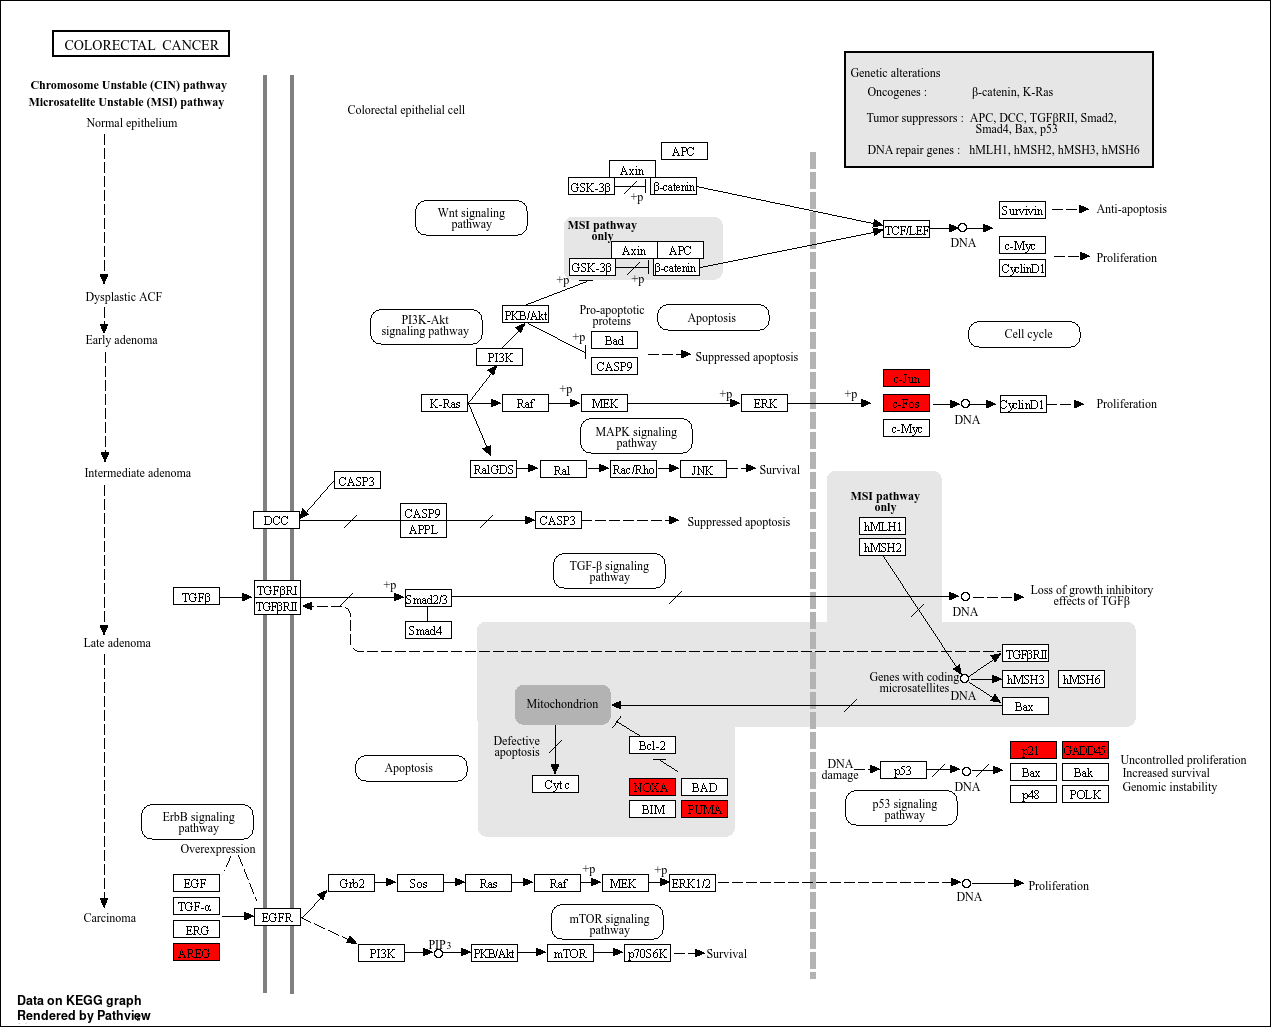 COLORECTAL CANCER
Chromosome Unstable (CIN) pathway
Microsatelite Unstable (MSI) pathway
Normal epithelium
Dysplastic ACF
Early adenoma
Intermediate adenoma
Late adenoma
Carcinoma
Colorectal epithelial cell
Genetic alterations
Oncogenes : β-catenin, K-Ras
Tumor suppressors : APC, DCC, TGFβRII, Smad2,
Smad4, Bax, p53
DNA repair genes : hMLH1, hMSH2, hMSH3, hMSH6
APC
Axin
GSK-3β
β-catenin
+p
Wnt signaling
pathway
MSI pathway
only
Axin
APC
GSK-3β
β-catenin
+p
+p
TCF/LEF
DNA
Survivin
Anti-apoptosis
c-Myc
CyclinD1
Proliferation
PI3K-Akt
signaling pathway
PKB/Akt
PI3K
Pro-apoptotic
proteins
+p
Bad
CASP9
Apoptosis
Suppressed apoptosis
Cell cycle
K-Ras
Raf
+p
MEK
+p
ERK
+p
c-Jun
c-Fos
c-Myc
DNA
CyclinD1
Proliferation
MAPK signaling
pathway
RalGDS
Ral
Rac/Rho
JNK
Survival
CASP3
DCC
CASP9
APPL
CASP3
Suppressed apoptosis
MSI pathway
only
hMLH1
hMSH2
TGF-β signaling
pathway
TGFβ
TGFβRI
TGFβRII
+p
Smad2/3
Smad4
DNA
Loss of growth inhibitory
effects of TGFβ
Genes with coding
microsatellites
DNA
TGFβRII
hMSH3
hMSH6
Bax
Mitochondrion
Defective
apoptosis
Bcl-2
Cyt c
NOXA
BAD
BIM
PUMA
Apoptosis
DNA
damage
p53
DNA
p21
GADD45
Bax
Bak
p48
POLK
Uncontrolled proliferation
Increased survival
Genomic instability
p53 signaling
pathway
ErbB signaling
pathway
Overexpression
EGF
TGF-α
ERG
AREG
EGFR
Grb2
Sos
Ras
Raf
+p
MEK
+p
ERK1/2
DNA
Proliferation
mTOR signaling
pathway
PI3K
PIP3
PKB/Akt
mTOR
p70S6K
Survival
Data on KEGG graph
Rendered by Pathview